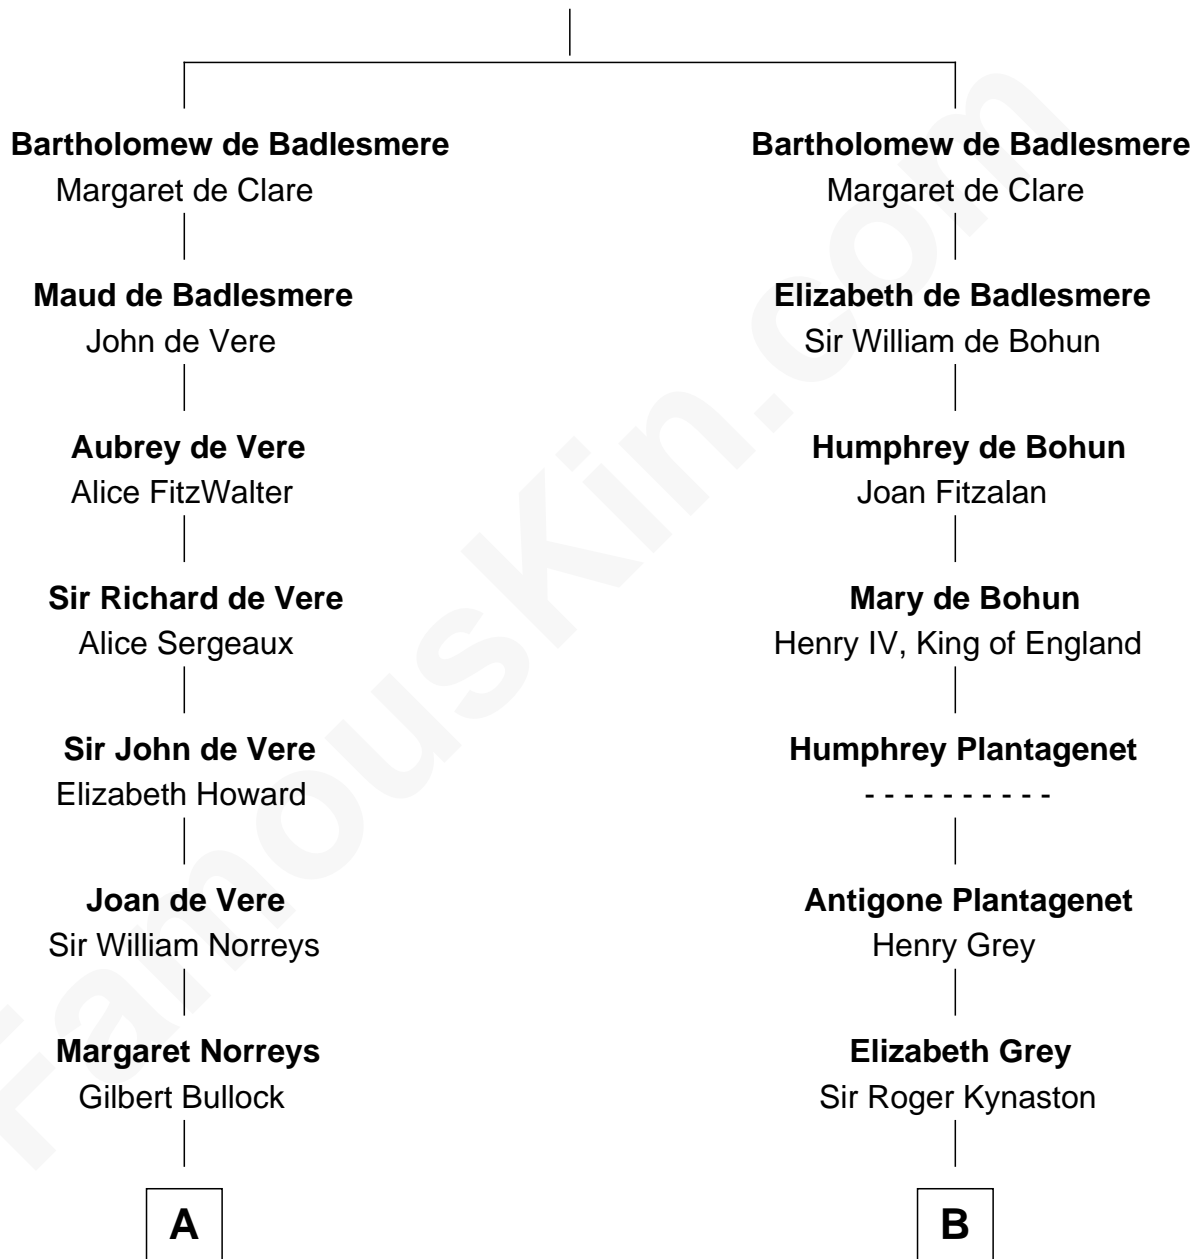 Bartholomew de Badlesmere
Margaret de Clare
Maud de Badlesmere
John de Vere
Aubrey de Vere
Alice FitzWalter
Sir Richard de Vere
Alice Sergeaux
Sir John de Vere
Elizabeth Howard
Joan de Vere
Sir William Norreys
Margaret Norreys
Gilbert Bullock
A
Bartholomew de Badlesmere
Margaret de Clare
Elizabeth de Badlesmere
Sir William de Bohun
Humphrey de Bohun
Joan Fitzalan
Mary de Bohun
Henry IV, King of England
Humphrey Plantagenet
- - - - - - - - - -
Antigone Plantagenet
Henry Grey
Elizabeth Grey
Sir Roger Kynaston
B
FamousKin.com